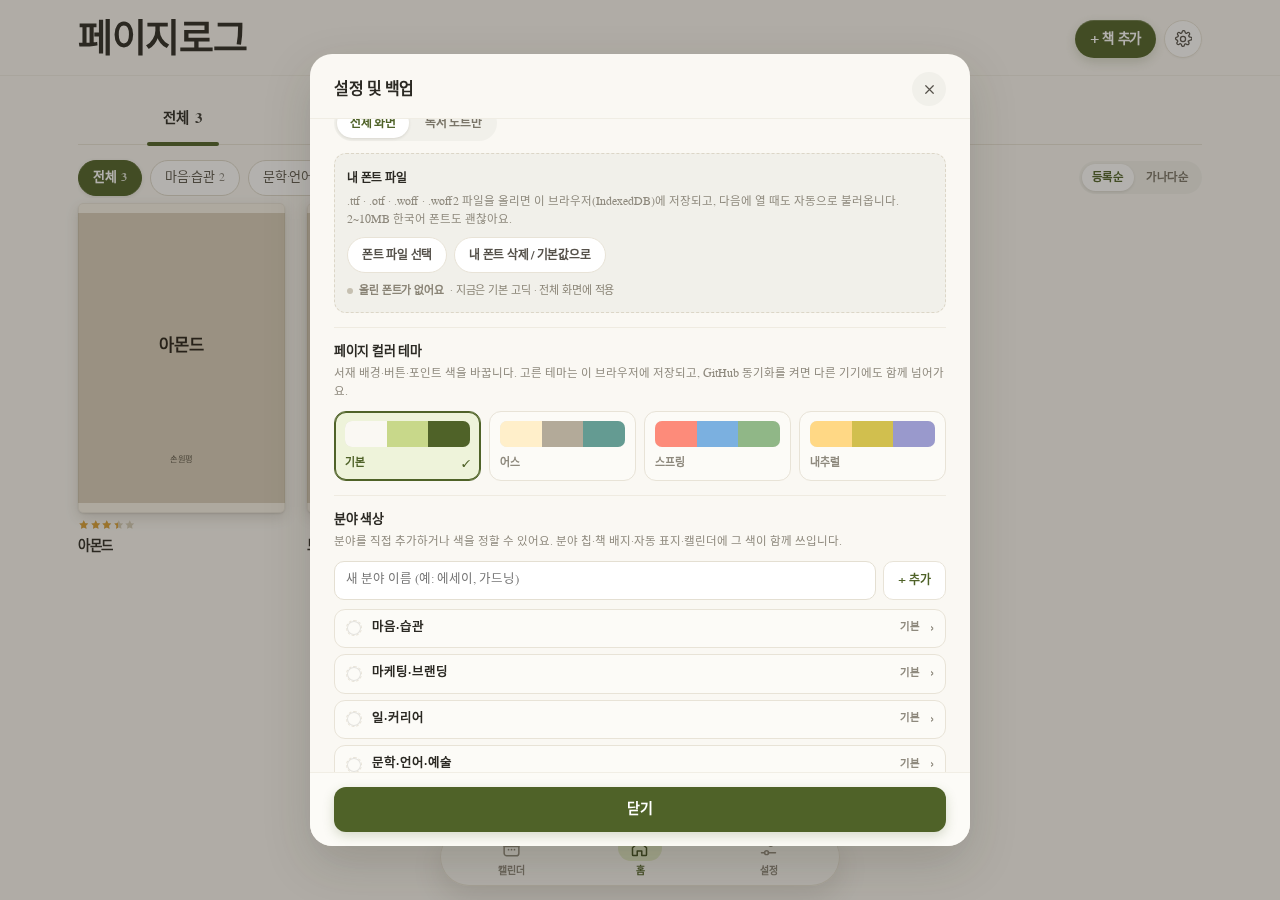 페이지로그
+ 책 추가
전체 3
전체 3
마음·습관 2
문학·언어
등록순
가나다순
아몬드
손원평
아몬드
설정 및 백업
전체 화면
독서 노트만
내 폰트 파일
.ttf · .otf · .woff · .woff2 파일을 올리면 이 브라우저(IndexedDB)에 저장되고, 다음에 열 때도 자동으로 불러옵니다.
2~10MB 한국어 폰트도 괜찮아요.
폰트 파일 선택
내 폰트 삭제 / 기본값으로
올린 폰트가 없어요 · 지금은 기본 고딕 · 전체 화면에 적용
페이지 컬러 테마
서재 배경·버튼·포인트 색을 바꿉니다. 고른 테마는 이 브라우저에 저장되고, GitHub 동기화를 켜면 다른 기기에도 함께 넘어가
요.
기본 ✓
어스
스프링
내추럴
분야 색상
분야를 직접 추가하거나 색을 정할 수 있어요. 분야 칩·책 배지·자동 표지·캘린더에 그 색이 함께 쓰입니다.
새 분야 이름 (예: 에세이, 가드닝)
+ 추가
마음·습관 기본 ›
마케팅·브랜딩 기본 ›
일·커리어 기본 ›
문학·언어·예술 기본 ›
닫기
캘린더
홈
설정